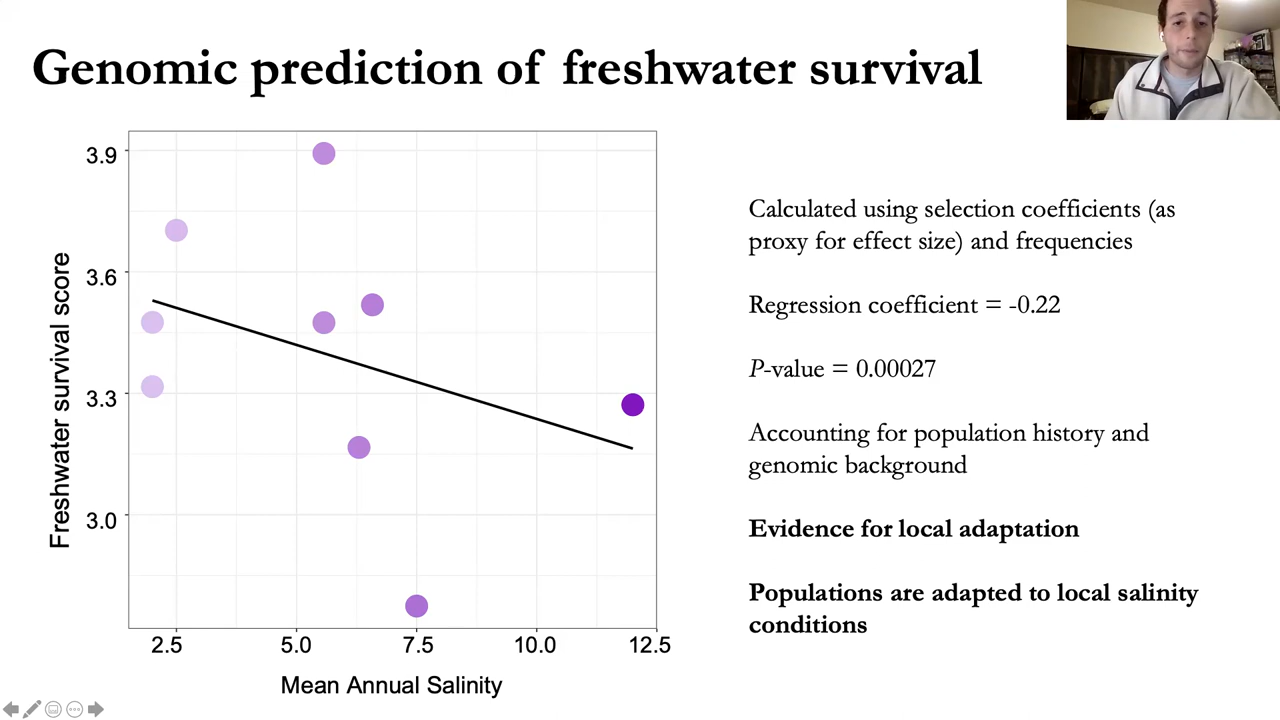 Genomic prediction of freshwater survival
3.9
3.6
3.3
3.0
Freshwater survival score
2.5 5.0 7.5 10.0 12.5
Mean Annual Salinity
Calculated using selection coefficients (as
proxy for effect size) and frequencies
Regression coefficient = -0.22
P-value = 0.00027
Accounting for population history and
genomic background
Evidence for local adaptation
Populations are adapted to local salinity
conditions